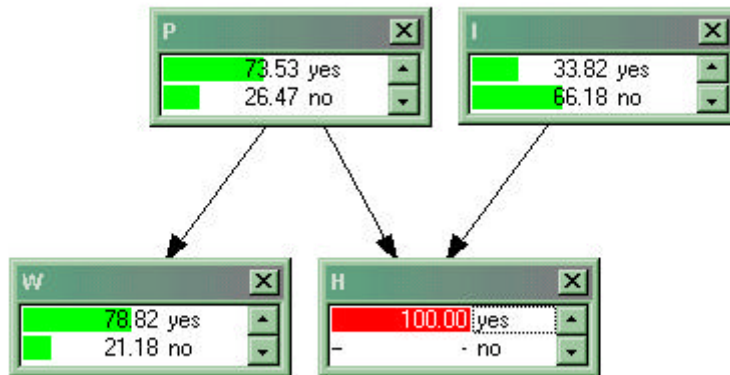 P
73.53 yes
26.47 no
I
33.82 yes
66.18 no
W
78.82 yes
21.18 no
H
100.00 yes
- - no